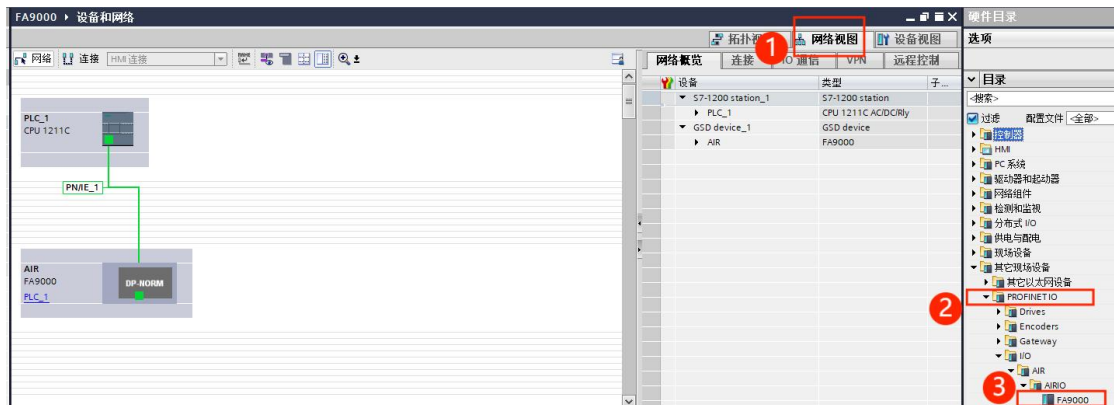 FA9000 ▸ 设备和网络
硬件目录
拓扑视图 网络视图 设备视图
选项
网络 连接 HMI 连接
网络概览 连接 IO 通信 VPN 远程控制
目录
设备 类型 子...
<搜索>
S7-1200 station_1 S7-1200 station
PLC_1 CPU 1211C AC/DC/Rly
GSD device_1 GSD device
AIR FA9000
过滤 配置文件 <全部>
PLC_1
CPU 1211C
PN/IE_1
AIR
FA9000
PLC_1
DP-NORM
控制器
HMI
PC 系统
驱动器和起动器
网络组件
检测和监视
分布式 I/O
供电与配电
现场设备
其它现场设备
其它以太网设备
PROFINET IO
Drives
Encoders
Gateway
I/O
AIR
AIRIO
FA9000
1
2
3